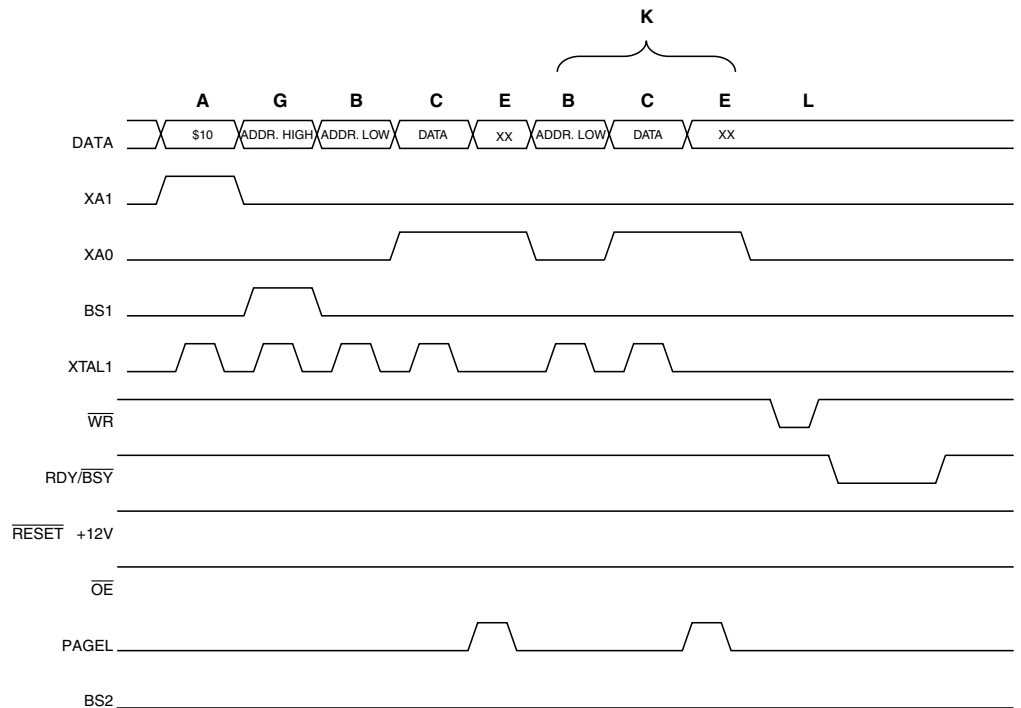 K
A G B C E B C E L
DATA $10 ADDR. HIGH ADDR. LOW DATA XX ADDR. LOW DATA XX
XA1
XA0
BS1
XTAL1
WR
RDY/BSY
RESET +12V
OE
PAGEL
BS2